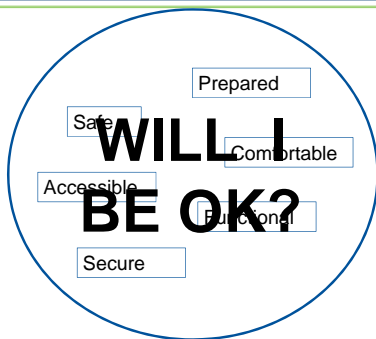 Prepared
Safe
WILL I
Comfortable
Accessible
BE OK?
Functional
Secure